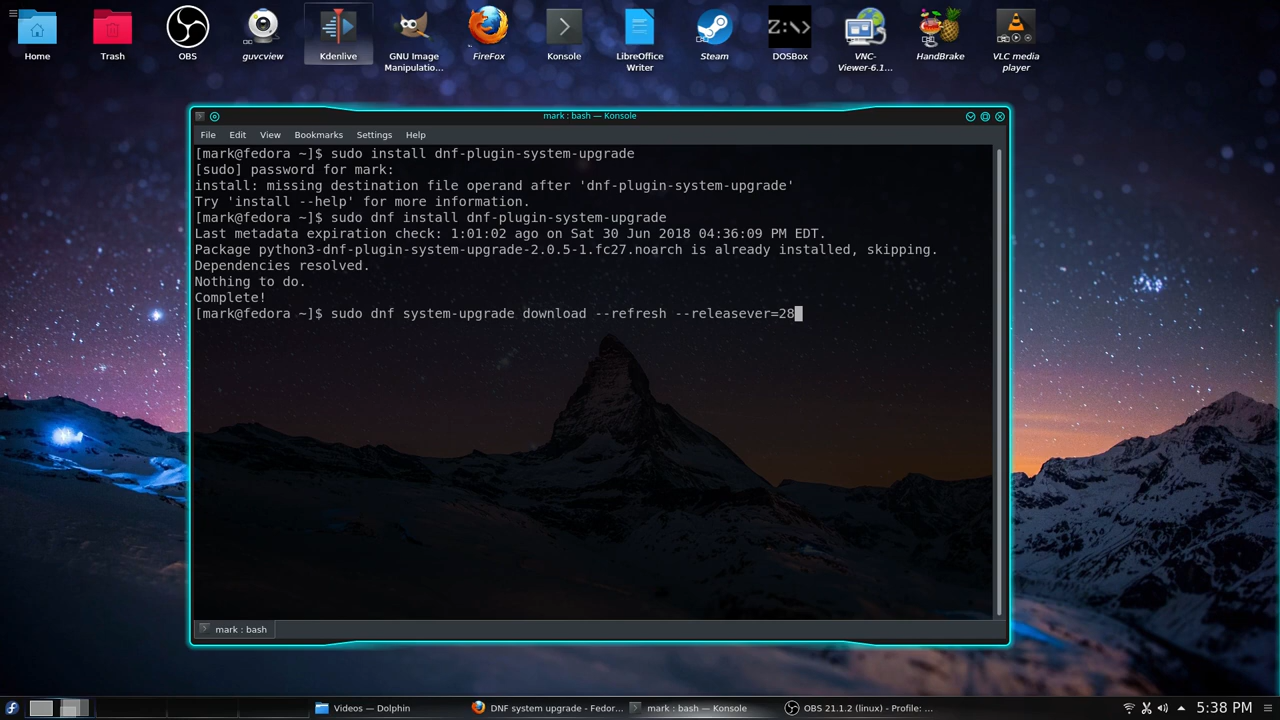 Home
Trash
OBS
guvcview
Kdenlive
GNU Image
Manipulatio...
FireFox
Konsole
LibreOffice
Writer
Steam
Z:\>
DOSBox
VNC-
Viewer-6.1...
HandBrake
VLC media
player
mark : bash — Konsole
File Edit View Bookmarks Settings Help
[mark@fedora ~]$ sudo install dnf-plugin-system-upgrade
[sudo] password for mark:
install: missing destination file operand after 'dnf-plugin-system-upgrade'
Try 'install --help' for more information.
[mark@fedora ~]$ sudo dnf install dnf-plugin-system-upgrade
Last metadata expiration check: 1:01:02 ago on Sat 30 Jun 2018 04:36:09 PM EDT.
Package python3-dnf-plugin-system-upgrade-2.0.5-1.fc27.noarch is already installed, skipping.
Dependencies resolved.
Nothing to do.
Complete!
[mark@fedora ~]$ sudo dnf system-upgrade download --refresh --releasever=28
mark : bash
Videos — Dolphin
DNF system upgrade - Fedor...
mark : bash — Konsole
OBS 21.1.2 (linux) - Profile: ...
5:38 PM